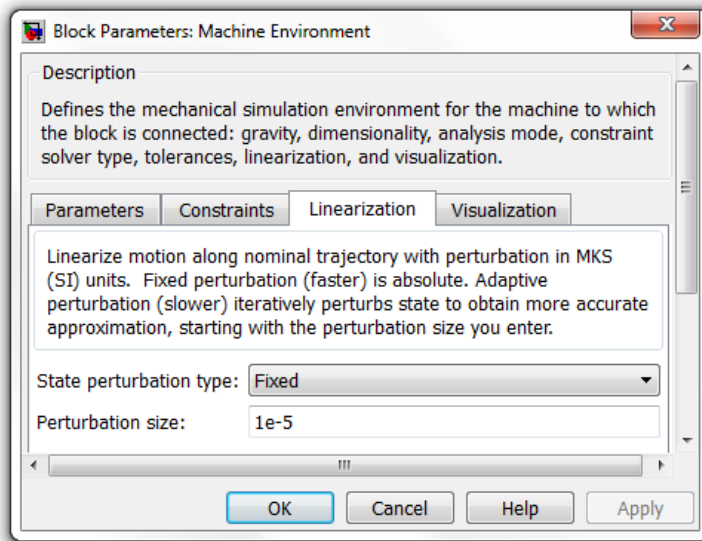 Block Parameters: Machine Environment
Description
Defines the mechanical simulation environment for the machine to which
the block is connected: gravity, dimensionality, analysis mode, constraint
solver type, tolerances, linearization, and visualization.
Parameters Constraints Linearization Visualization
Linearize motion along nominal trajectory with perturbation in MKS
(SI) units. Fixed perturbation (faster) is absolute. Adaptive
perturbation (slower) iteratively perturbs state to obtain more accurate
approximation, starting with the perturbation size you enter.
State perturbation type: Fixed
Perturbation size: 1e-5
OK Cancel Help Apply